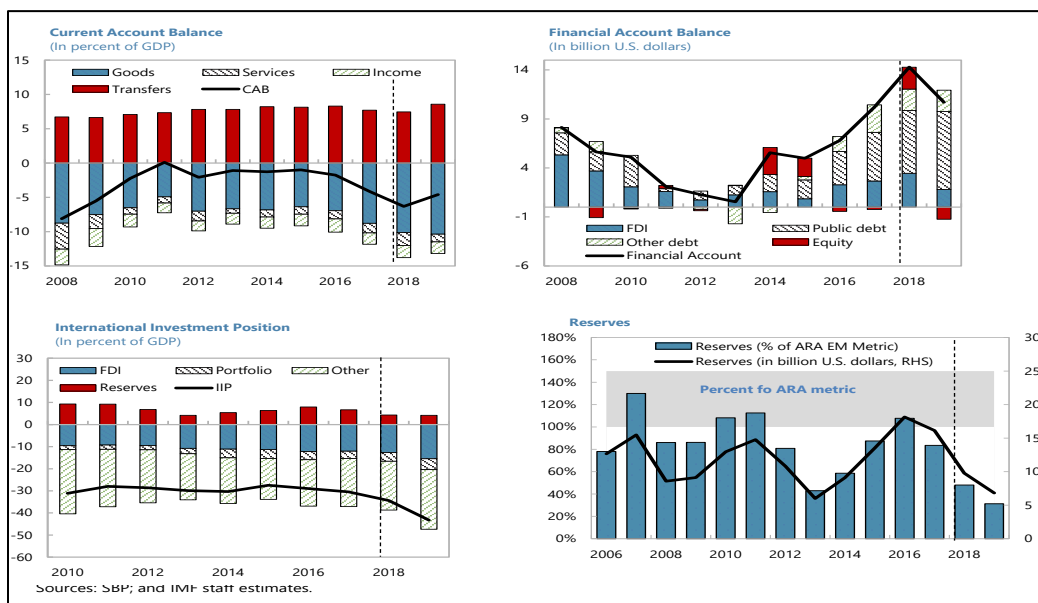 Current Account Balance
(In percent of GDP)
15
10
5
0
-5
-10
-15
Goods Services Income
Transfers CAB
2008 2010 2012 2014 2016 2018
Financial Account Balance
(In billion U.S. dollars)
14
9
4
-1
-6
FDI Public debt
Other debt Equity
Financial Account
2008 2010 2012 2014 2016 2018
International Investment Position
(In percent of GDP)
30
20
10
0
-10
-20
-30
-40
-50
-60
FDI Portfolio Other
Reserves IIP
2010 2012 2014 2016 2018
Reserves
180%
160%
140%
120%
100%
80%
60%
40%
20%
0%
Reserves (% of ARA EM Metric)
Reserves (in billion U.S. dollars, RHS)
Percent fo ARA metric
30
25
20
15
10
5
0
2006 2008 2010 2012 2014 2016 2018
Sources: SBP; and IMF staff estimates.